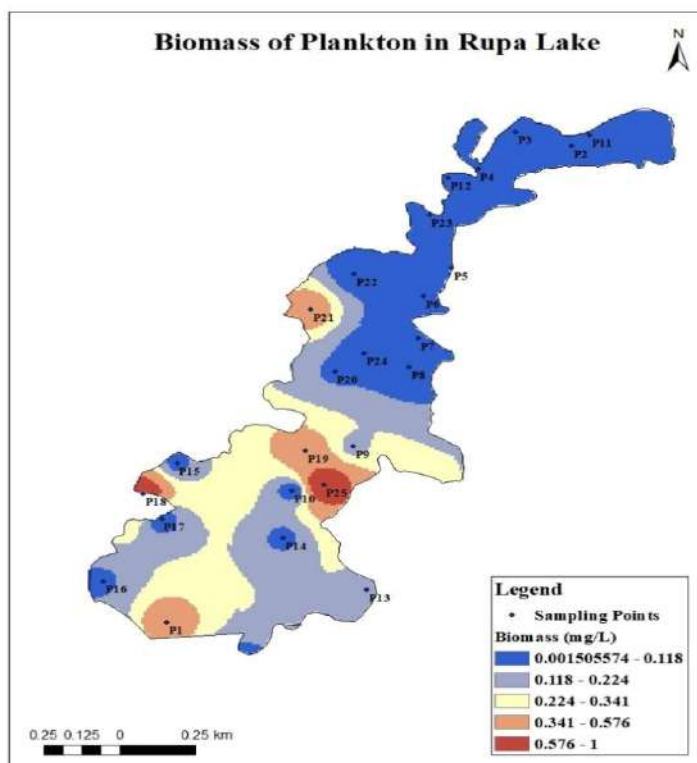 Biomass of Plankton in Rupa Lake
N
P3
P11
P2
P4
P12
P23
P5
P22
P6
P21
P7
P24
P20
P8
P9
P19
P15
P25
P18
P10
P17
P14
P16
P13
P1
Legend
Sampling Points
Biomass (mg/L)
0.001505574 - 0.118
0.118 - 0.224
0.224 - 0.341
0.341 - 0.576
0.576 - 1
0.25 0.125 0 0.25 km